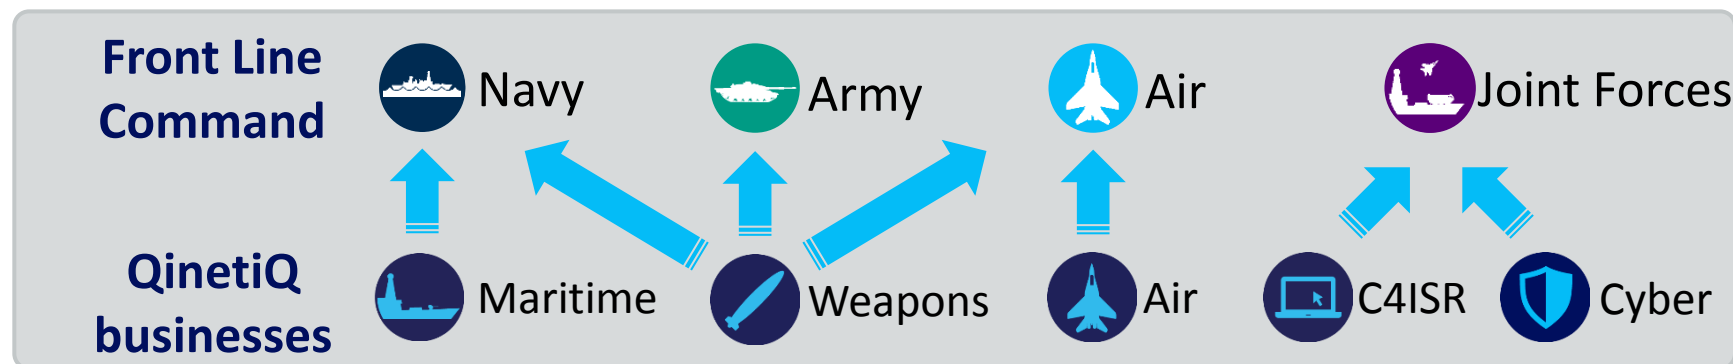 Front Line
Command
Navy
Army
Air
Joint Forces
QinetiQ
businesses
Maritime
Weapons
Air
C4ISR
Cyber